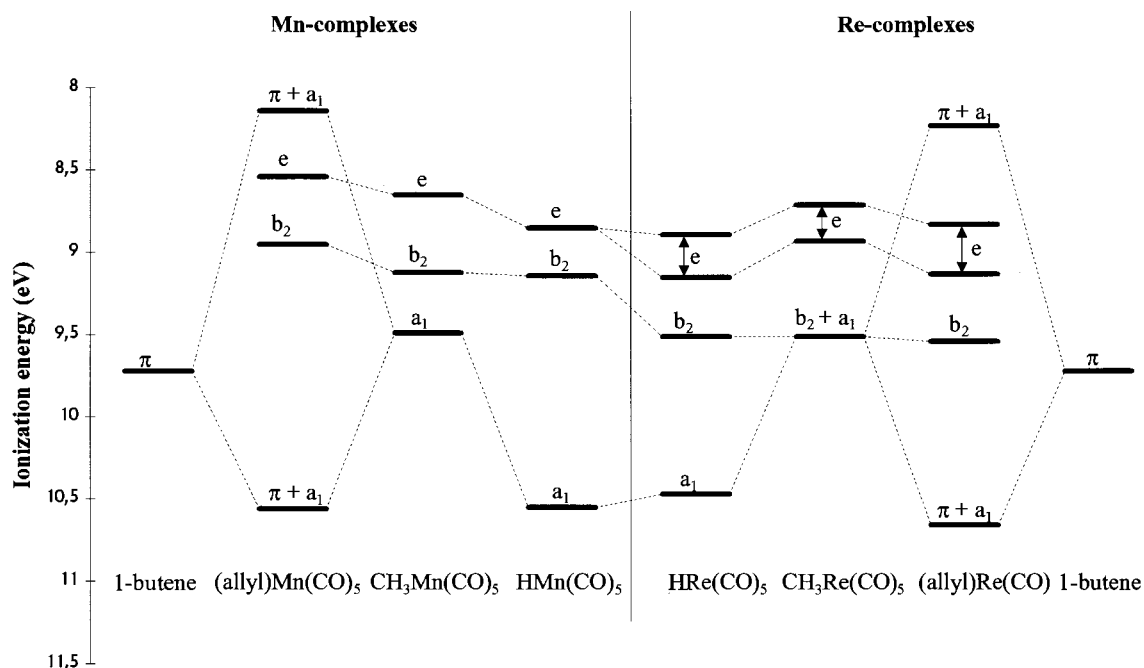 Mn-complexes
Re-complexes
Ionization energy (eV)
8
8,5
9
9,5
10
10,5
11
11,5
π
π + a₁
e
b₂
π + a₁
e
b₂
a₁
e
b₂
a₁
e
b₂
a₁
e
b₂ + a₁
π + a₁
e
b₂
π + a₁
π
1-butene (allyl)Mn(CO)₅ CH₃Mn(CO)₅ HMn(CO)₅ HRe(CO)₅ CH₃Re(CO)₅ (allyl)Re(CO) 1-butene